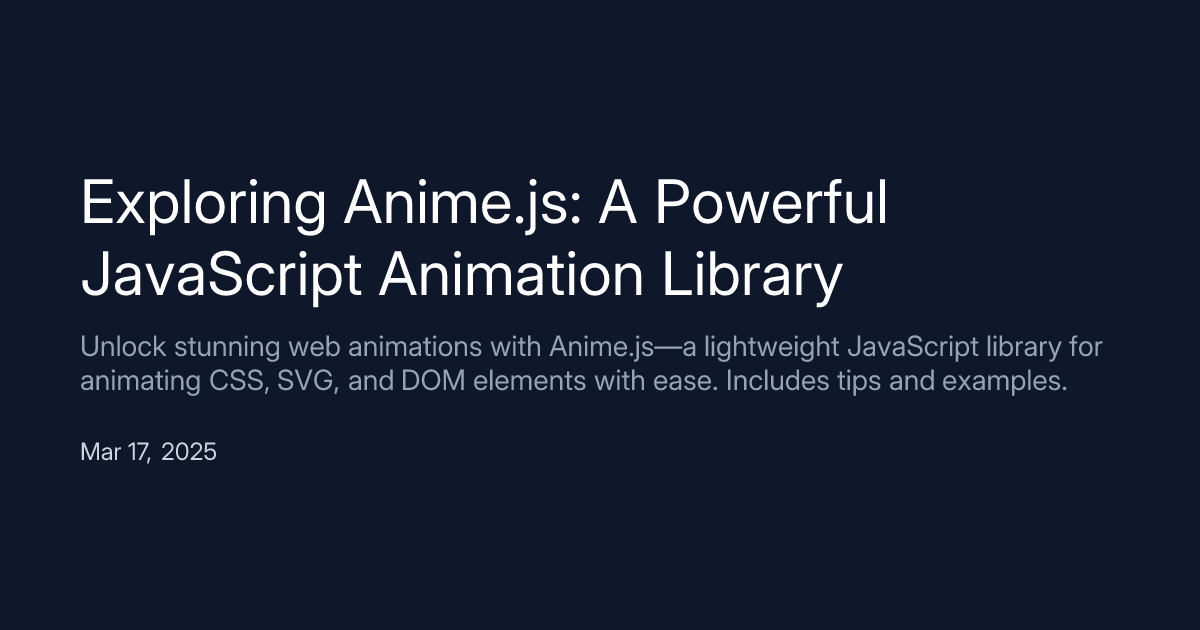 Exploring Anime.js: A Powerful
JavaScript Animation Library
Unlock stunning web animations with Anime.js—a lightweight JavaScript library for
animating CSS, SVG, and DOM elements with ease. Includes tips and examples.
Mar 17, 2025